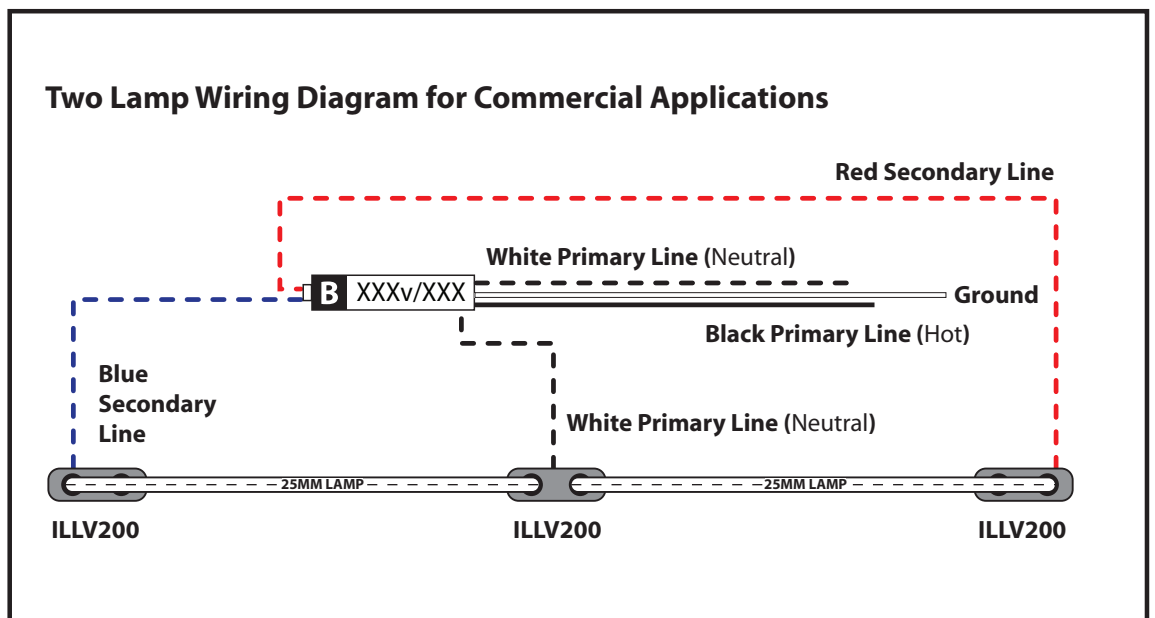 Two Lamp Wiring Diagram for Commercial Applications
Red Secondary Line
White Primary Line (Neutral)
B XXXv/XXX
Ground
Black Primary Line (Hot)
Blue
Secondary
Line
White Primary Line (Neutral)
25MM LAMP
25MM LAMP
ILLV200
ILLV200
ILLV200